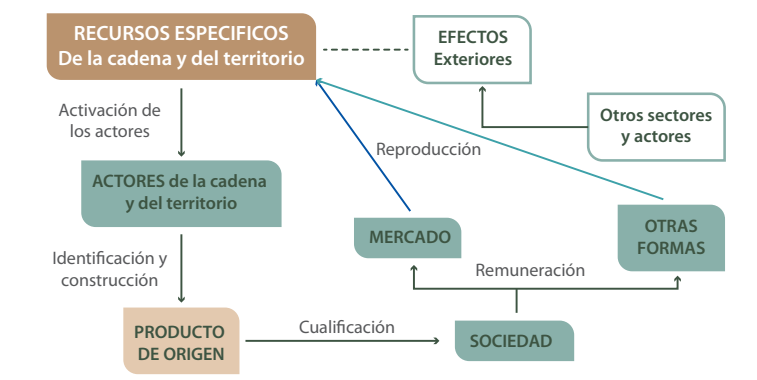 RECURSOS ESPECIFICOS
De la cadena y del territorio
EFECTOS
Exteriores
Activación de
los actores
Otros sectores
y actores
Reproducción
ACTORES de la cadena
y del territorio
MERCADO
OTRAS
FORMAS
Identificación y
construcción
Remuneración
PRODUCTO
DE ORIGEN
Cualificación
SOCIEDAD